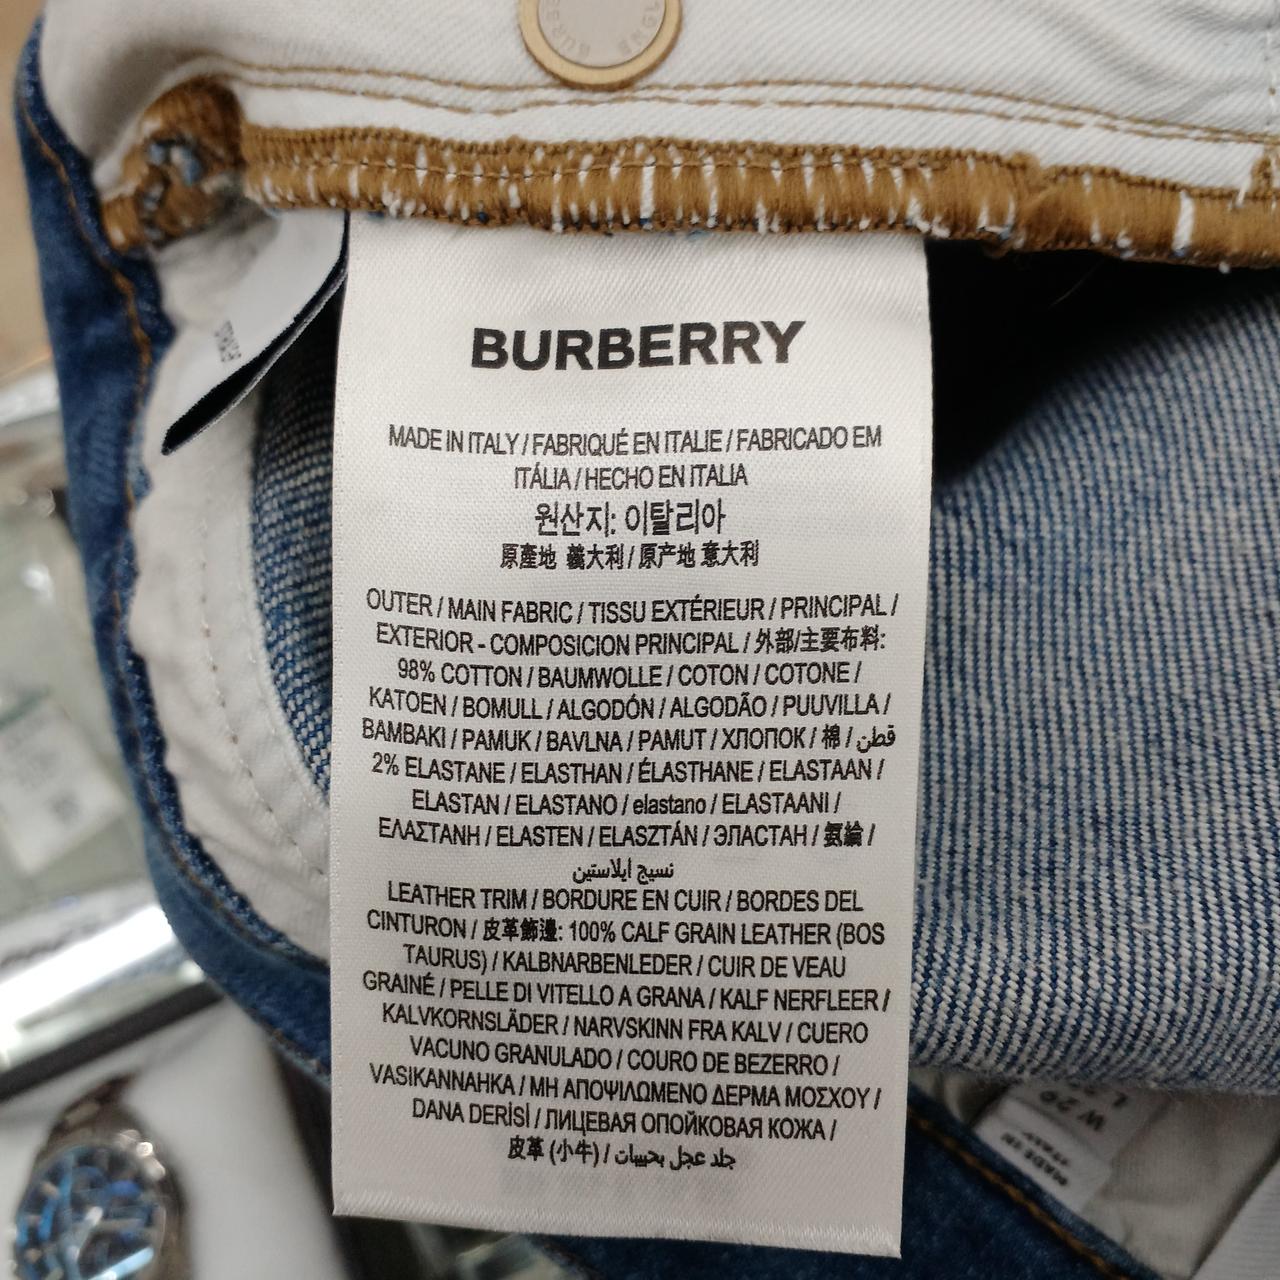 BURBERRY
MADE IN ITALY / FABRIQUÉ EN ITALIE / FABRICADO EM
ITÁLIA / HECHO EN ITALIA
원산지: 이탈리아
原產地 義大利 / 原产地 意大利
OUTER / MAIN FABRIC / TISSU EXTÉRIEUR / PRINCIPAL /
EXTERIOR - COMPOSICION PRINCIPAL / 外部/主要布料:
98% COTTON / BAUMWOLLE / COTON / COTONE /
KATOEN / BOMULL / ALGODÓN / ALGODÃO / PUUVILLA /
BAMBAKI / PAMUK / BAVLNA / PAMUT / ХЛОПОК / 棉 / قطن
2% ELASTANE / ELASTHAN / ÉLASTHANE / ELASTAAN /
ELASTAN / ELASTANO / elastano / ELASTAANI /
ΕΛΑΣΤΑΝΗ / ELASTEN / ELASZTÁN / ЭЛАСТАН / 氨綸 /
نسيج ايلاستين
LEATHER TRIM / BORDURE EN CUIR / BORDES DEL
CINTURON / 皮革飾邊: 100% CALF GRAIN LEATHER (BOS
TAURUS) / KALBNARBENLEDER / CUIR DE VEAU
GRAINÉ / PELLE DI VITELLO A GRANA / KALF NERFLEER /
KALVKORNSLÄDER / NARVSKINN FRA KALV / CUERO
VACUNO GRANULADO / COURO DE BEZERRO /
VASIKANNAHKA / ΜΗ ΑΠΟΨΙΛΩΜΕΝΟ ΔΕΡΜΑ ΜΟΣΧΟΥ /
DANA DERİSİ / ЛИЦЕВАЯ ОПОЙКОВАЯ КОЖА /
皮革 (小牛) / جلد عجل بحبيبات
W 29
L
MADE IN